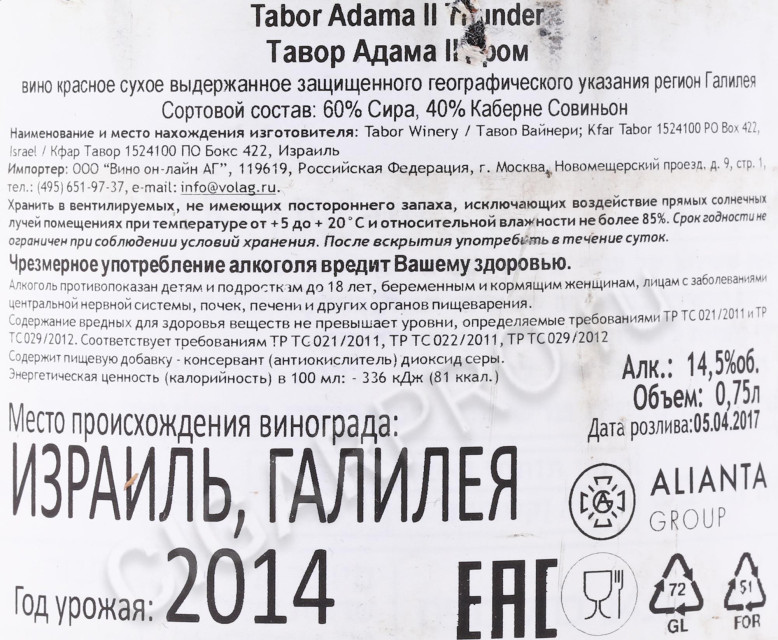 Tabor Adama II Thunder
Тавор Адама II Гром
вино красное сухое выдержанное защищенного географического указания регион Галилея
Сортовой состав: 60% Сира, 40% Каберне Совиньон
Наименование и место нахождения изготовителя: Tabor Winery / Тавоп Вайнери; Kfar Tabor 1524100 PO Box 422,
Israel / Кфар Тавор 1524100 ПО Бокс 422, Израиль
Импортер: ООО “Вино он-лайн АГ”, 119619, Российская Федерация, г. Москва, Новомещерский проезд, д. 9, стр. 1,
тел.: (495) 651-97-37, e-mail: info@volag.ru.
Хранить в вентилируемых, не имеющих постороннего запаха, исключающих воздействие прямых солнечных
лучей помещениях при температуре от +5 до + 20˚С и относительной влажности не более 85%. Срок годности не
ограничен при соблюдении условий хранения. После вскрытия употребить в течение суток.
Чрезмерное употребление алкоголя вредит Вашему здоровью.
Алкоголь противопоказан детям и подросткам до 18 лет, беременным и кормящим женщинам, лицам с заболеваниями
центральной нервной системы, почек, печени и других органов пищеварения.
Содержание вредных для здоровья веществ не превышает уровни, определяемые требованиями ТР ТС 021/2011 и ТР
ТС 029/2012. Соответствует требованиям ТР ТС 021/2011, ТР ТС 022/2011, ТР ТС 029/2012
Содержит пищевую добавку - консервант (антиокислитель) диоксид серы.
Энергетическая ценность (калорийность) в 100 мл: - 336 кДж (81 ккал.)
Алк.: 14,5%об.
Объем: 0,75л
Дата розлива:05.04.2017
Место происхождения винограда:
ИЗРАИЛЬ, ГАЛИЛЕЯ
ALIANTA
GROUP
Год урожая: 2014
EAC
72
GL
51
FOR
CIGARPRO.RU